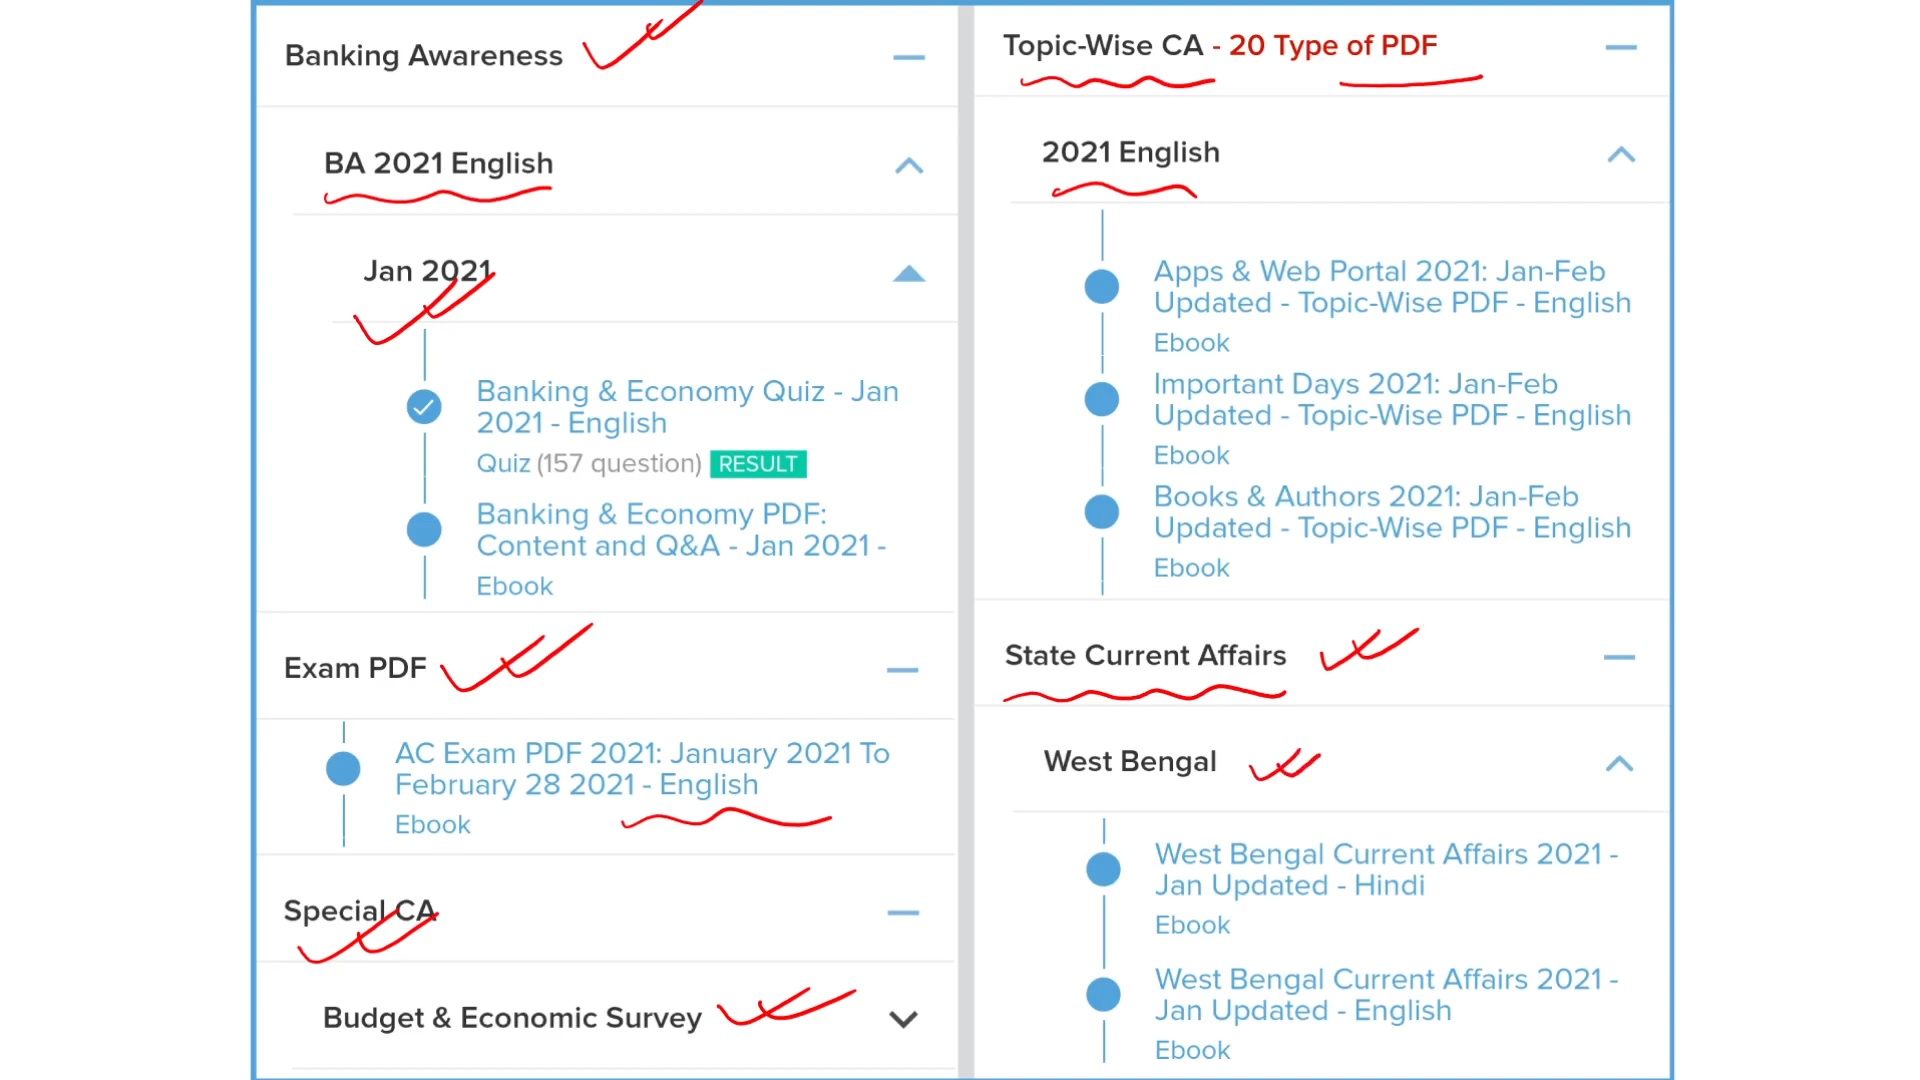 Banking Awareness
BA 2021 English
Jan 2021
Banking & Economy Quiz - Jan
2021 - English
Quiz (157 question) RESULT
Banking & Economy PDF:
Content and Q&A - Jan 2021 -
Ebook
Exam PDF
AC Exam PDF 2021: January 2021 To
February 28 2021 - English
Ebook
Special CA
Budget & Economic Survey
Topic-Wise CA - 20 Type of PDF
2021 English
Apps & Web Portal 2021: Jan-Feb
Updated - Topic-Wise PDF - English
Ebook
Important Days 2021: Jan-Feb
Updated - Topic-Wise PDF - English
Ebook
Books & Authors 2021: Jan-Feb
Updated - Topic-Wise PDF - English
Ebook
State Current Affairs
West Bengal
West Bengal Current Affairs 2021 -
Jan Updated - Hindi
Ebook
West Bengal Current Affairs 2021 -
Jan Updated - English
Ebook